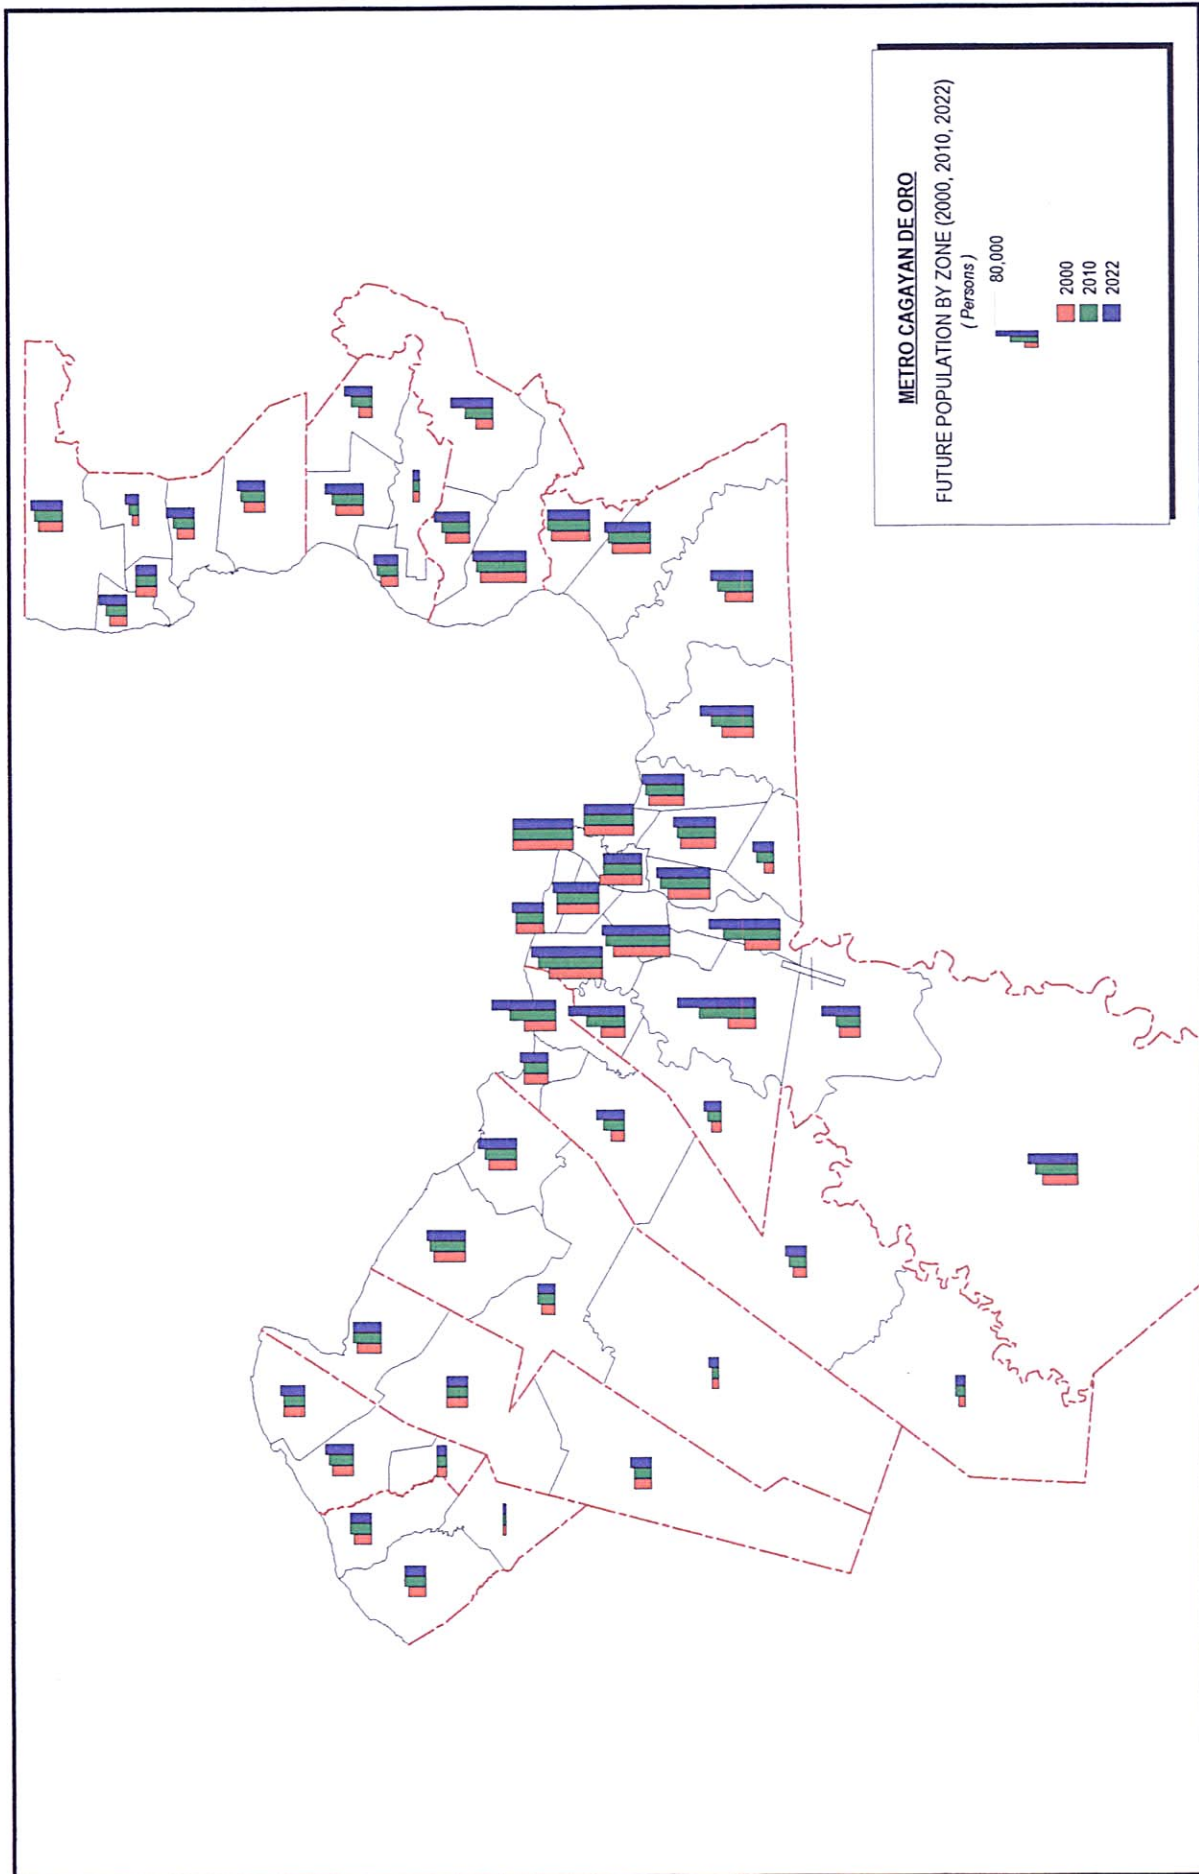 METRO CAGAYAN DE ORO
FUTURE POPULATION BY ZONE (2000, 2010, 2022)
( Persons )
80,000
2000
2010
2022